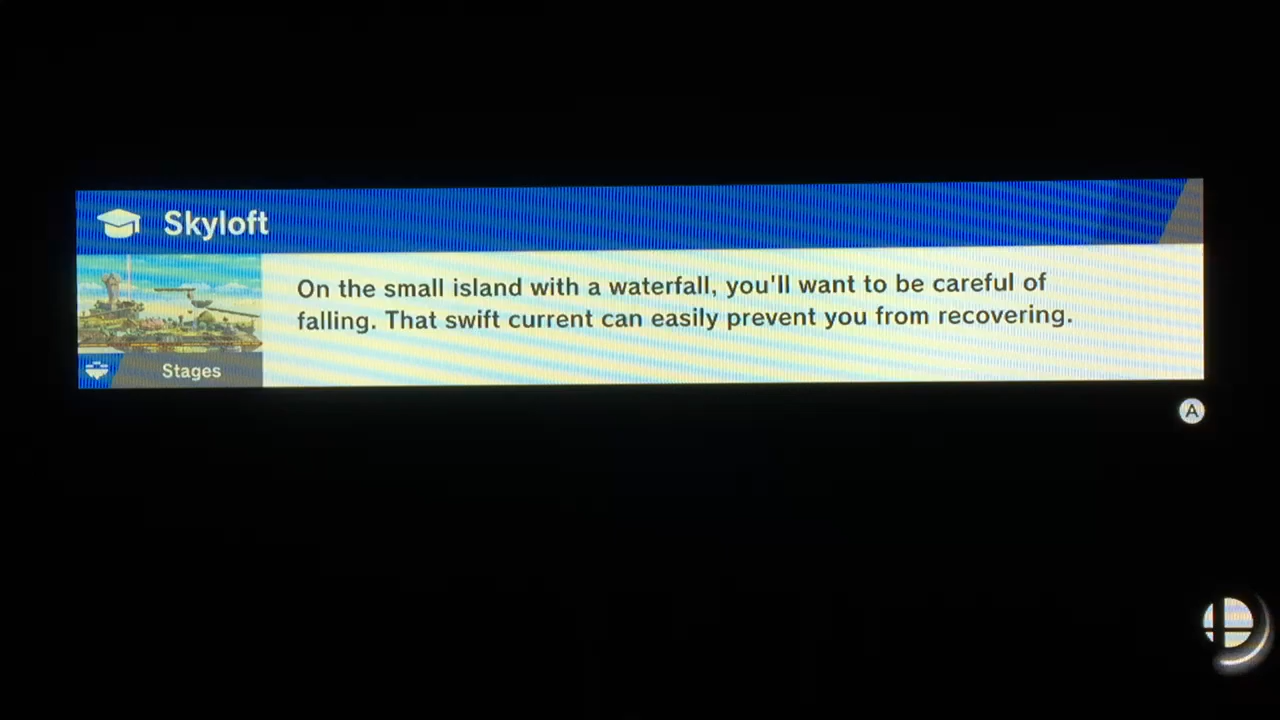 Skyloft
On the small island with a waterfall, you'll want to be careful of
falling. That swift current can easily prevent you from recovering.
Stages
A